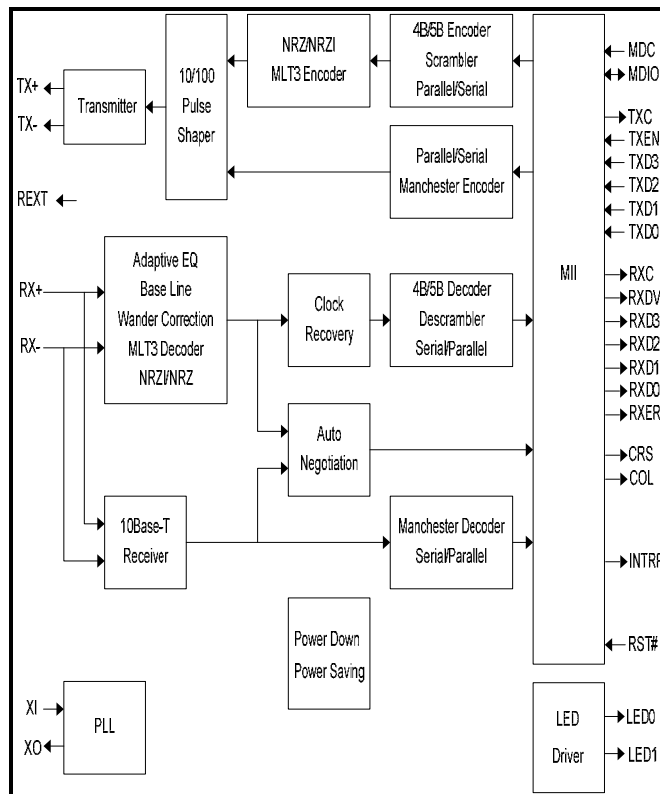 NRZ/NRZI
MLT3 Encoder
4B/5B Encoder
Scrambler
Parallel/Serial
10/100
Pulse
Shaper
Transmitter
TX+
TX-
Parallel/Serial
Manchester Encoder
REXT
RX+
RX-
Adaptive EQ
Base Line
Wander Correction
MLT3 Decoder
NRZI/NRZ
Clock
Recovery
4B/5B Decoder
Descrambler
Serial/Parallel
Auto
Negotiation
10Base-T
Receiver
Manchester Decoder
Serial/Parallel
Power Down
Power Saving
XI
XO
PLL
MII
MDC
MDIO
TXC
TXEN
TXD3
TXD2
TXD1
TXD0
RXC
RXDV
RXD3
RXD2
RXD1
RXD0
RXER
CRS
COL
RST#
LED
Driver
LED0
LED1